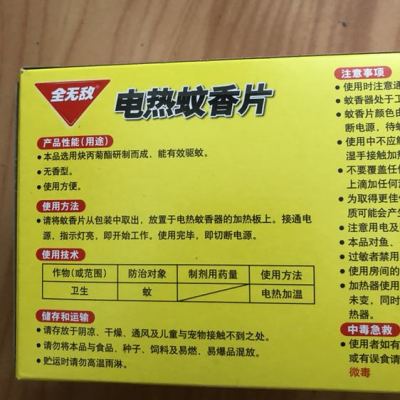 全无敌
电热蚊香片
产品性能(用途)
•本品选用炔丙菊酯研制而成,能有效驱蚊。
•无香型。
•使用方便。
使用方法
•请将蚊香片从包装中取出,放置于电热蚊香器的加热板上。接通电
源,指示灯亮,即开始工作。使用完毕,即切断电源。
使用技术
作物(或范围) 防治对象 制剂用药量 使用方法
卫生 蚊 电热加温
储存和运输
•请存放于阴凉、干燥、通风及儿童与宠物接触不到之处。
•请勿将本品与食品、种子、饲料及易燃、易爆品混放。
•贮运时请勿高温雨淋。
注意事项
•使用时注意通
•蚊香器处于工
•蚊香片颜色由
断电源,待蚊
•使用中不应触
湿手接触加热
•不要覆盖任何
上滴加任何
•为取得更佳
质可能会产生
•注意用电及
•本品对鱼、
•过敏者禁用
•使用房间的
•加热器使用
未变,同时
热器。
中毒急救
•使用者如有
或有误食请
微毒